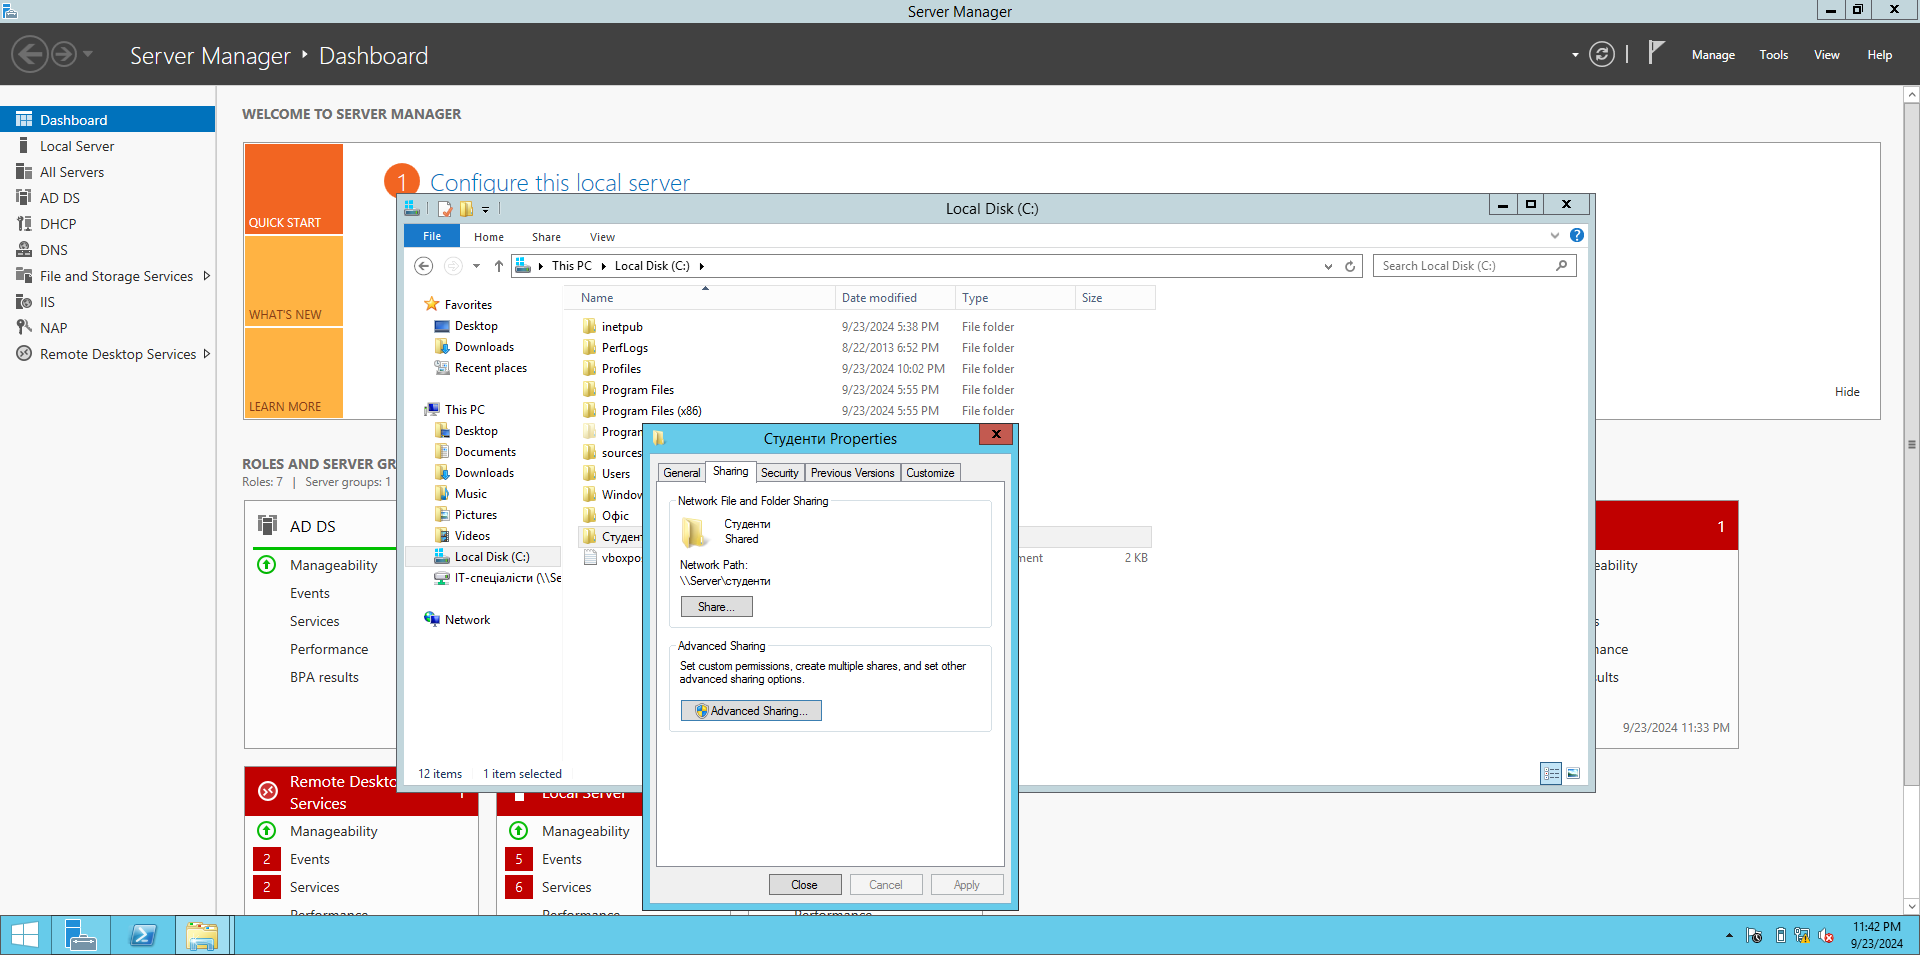 Server Manager
Server Manager ‣ Dashboard
Manage Tools View Help
Dashboard
Local Server
All Servers
AD DS
DHCP
DNS
File and Storage Services
IIS
NAP
Remote Desktop Services
WELCOME TO SERVER MANAGER
QUICK START
WHAT'S NEW
LEARN MORE
1 Configure this local server
Hide
ROLES AND SERVER GR
Roles: 7 | Server groups: 1
AD DS
Manageability
Events
Services
Performance
BPA results
1
eability
s
ance
ults
9/23/2024 11:33 PM
Remote Deskto
Services
Manageability
2 Events
2 Services
Performance
Local Server
Manageability
5 Events
6 Services
Performance
Performance
Local Disk (C:)
File Home Share View
This PC Local Disk (C:)
Search Local Disk (C:)
Favorites
Desktop
Downloads
Recent places
This PC
Desktop
Documents
Downloads
Music
Pictures
Videos
Local Disk (C:)
ІТ-спеціалісти (\\Se
Network
Name Date modified Type Size
inetpub 9/23/2024 5:38 PM File folder
PerfLogs 8/22/2013 6:52 PM File folder
Profiles 9/23/2024 10:02 PM File folder
Program Files 9/23/2024 5:55 PM File folder
Program Files (x86) 9/23/2024 5:55 PM File folder
Progran
sources
Users
Window
Офіс
Студент
vboxpo ment 2 KB
12 items 1 item selected
Студенти Properties
General Sharing Security Previous Versions Customize
Network File and Folder Sharing
Студенти
Shared
Network Path:
\\Server\студенти
Share...
Advanced Sharing
Set custom permissions, create multiple shares, and set other
advanced sharing options.
Advanced Sharing...
Close Cancel Apply
11:42 PM
9/23/2024